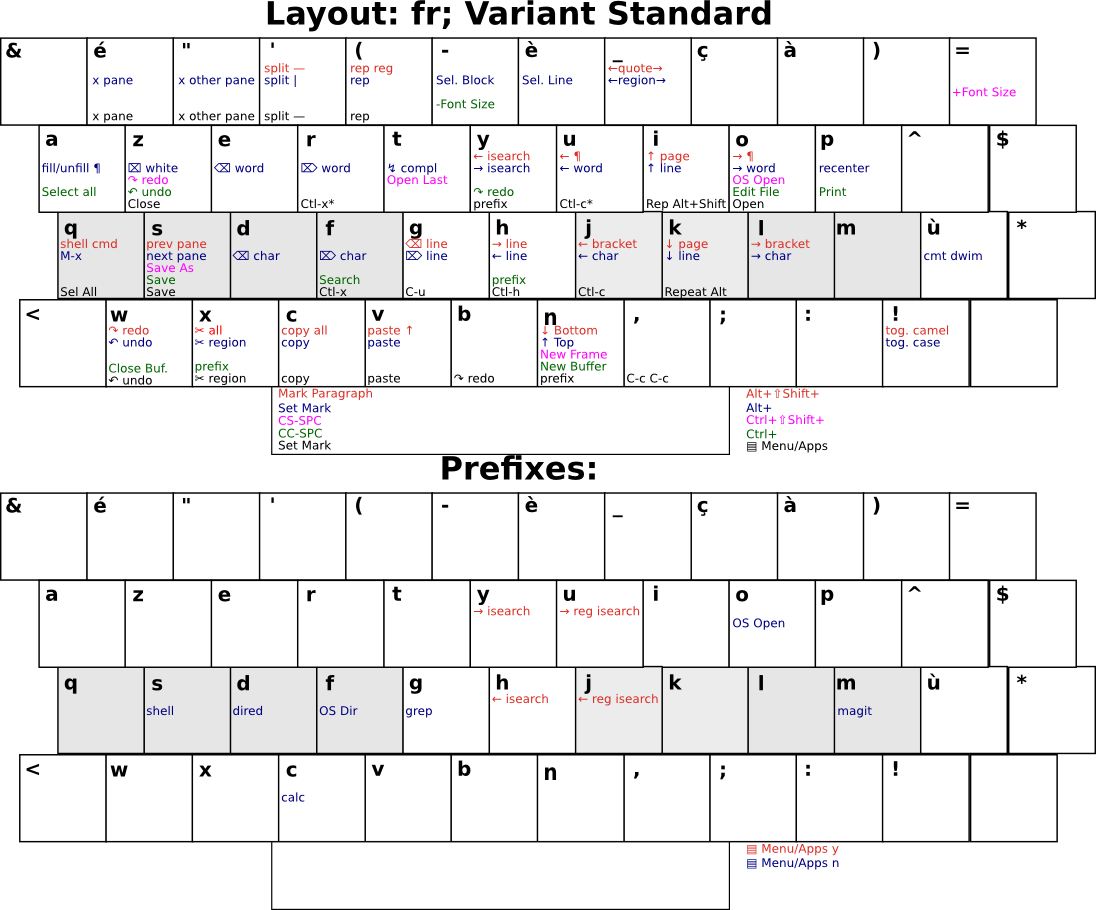 Layout: fr; Variant Standard
& é " ' ( - è _ ç à ) =
split — rep reg ←quote→
x pane x other pane split | rep Sel. Block Sel. Line ←region→
+Font Size
-Font Size
x pane x other pane split — rep
a z e r t y u i o p ^ $
← isearch ← ¶ ↑ page → ¶
fill/unfill ¶ ⌧ white ⌫ word ⌦ word ↯ compl → isearch ← word ↑ line → word recenter
↷ redo Open Last OS Open
Select all ↶ undo ↷ redo Edit File Print
Close Ctl-x* prefix Ctl-c* Rep Alt+Shift Open
q s d f g h j k l m ù *
shell cmd prev pane ⌫ line → line ← bracket ↓ page → bracket
M-x next pane ⌫ char ⌦ char ⌦ line ← line ← char ↓ line → char cmt dwim
Save As
Save Search prefix
Sel All Save Ctl-x C-u Ctl-h Ctl-c Repeat Alt
< w x c v b n , ; : !
↷ redo ✂ all copy all paste ↑ ↓ Bottom tog. camel
↶ undo ✂ region copy paste ↑ Top tog. case
New Frame
Close Buf. prefix New Buffer
↶ undo ✂ region copy paste ↷ redo prefix C-c C-c
Mark Paragraph Alt+⇧Shift+
Set Mark Alt+
CS-SPC Ctrl+⇧Shift+
CC-SPC Ctrl+
Set Mark ▤ Menu/Apps
Prefixes:
& é " ' ( - è _ ç à ) =
a z e r t y u i o p ^ $
→ isearch → reg isearch
OS Open
q s d f g h j k l m ù *
← isearch ← reg isearch
shell dired OS Dir grep magit
< w x c v b n , ; : !
calc
▤ Menu/Apps y
▤ Menu/Apps n